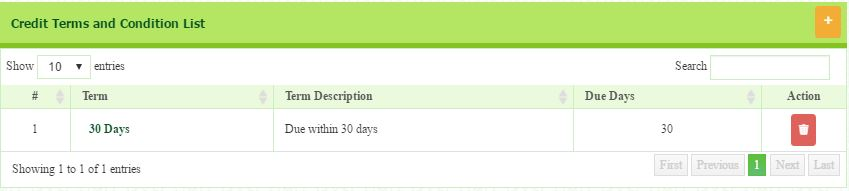 Credit Terms and Condition List +
Show 10 entries Search
# Term Term Description Due Days Action
1 30 Days Due within 30 days 30
Showing 1 to 1 of 1 entries First Previous 1 Next Last